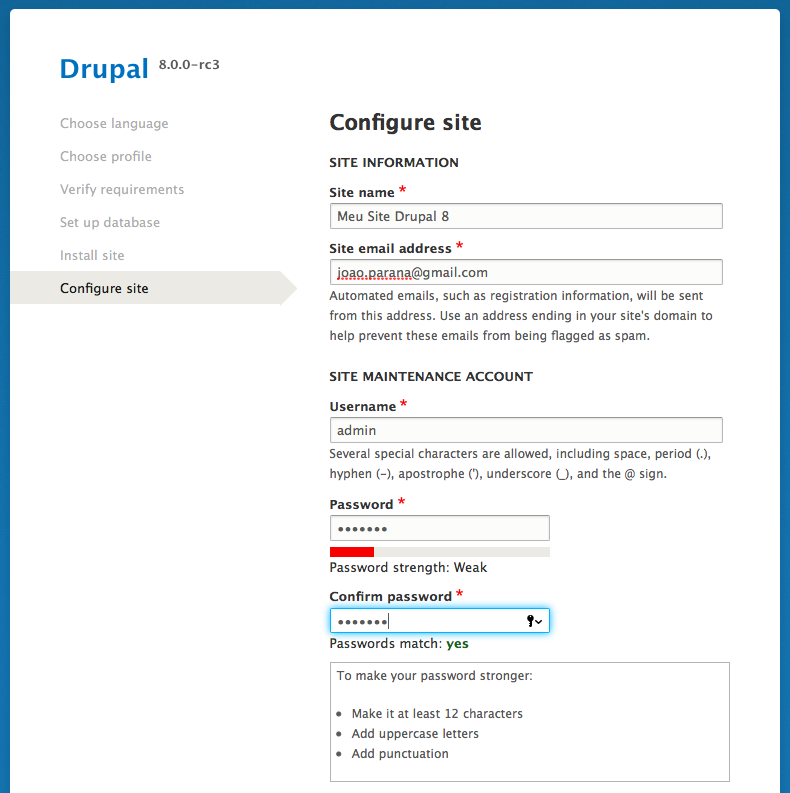 Drupal 8.0.0-rc3
Choose language
Choose profile
Verify requirements
Set up database
Install site
Configure site
Configure site
SITE INFORMATION
Site name *
Meu Site Drupal 8
Site email address *
joao.parana@gmail.com
Automated emails, such as registration information, will be sent
from this address. Use an address ending in your site's domain to
help prevent these emails from being flagged as spam.
SITE MAINTENANCE ACCOUNT
Username *
admin
Several special characters are allowed, including space, period (.),
hyphen (-), apostrophe ('), underscore (_), and the @ sign.
Password *
•••••••
Password strength: Weak
Confirm password *
•••••••
Passwords match: yes
To make your password stronger:
• Make it at least 12 characters
• Add uppercase letters
• Add punctuation